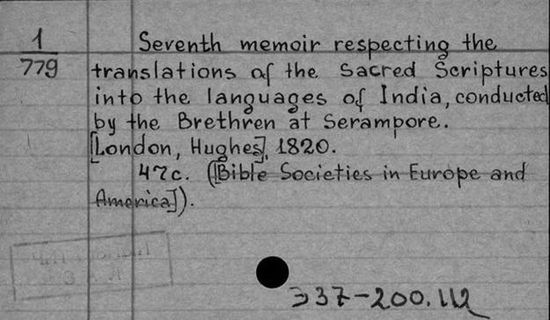 1
779
Seventh memoir respecting the
translations of the Sacred Scriptures
into the languages of India, conducted
by the Brethren at Serampore.
[London, Hughes], 1820.
47c. ([Bible Societies in Europe and
America]).
Э37-200.112